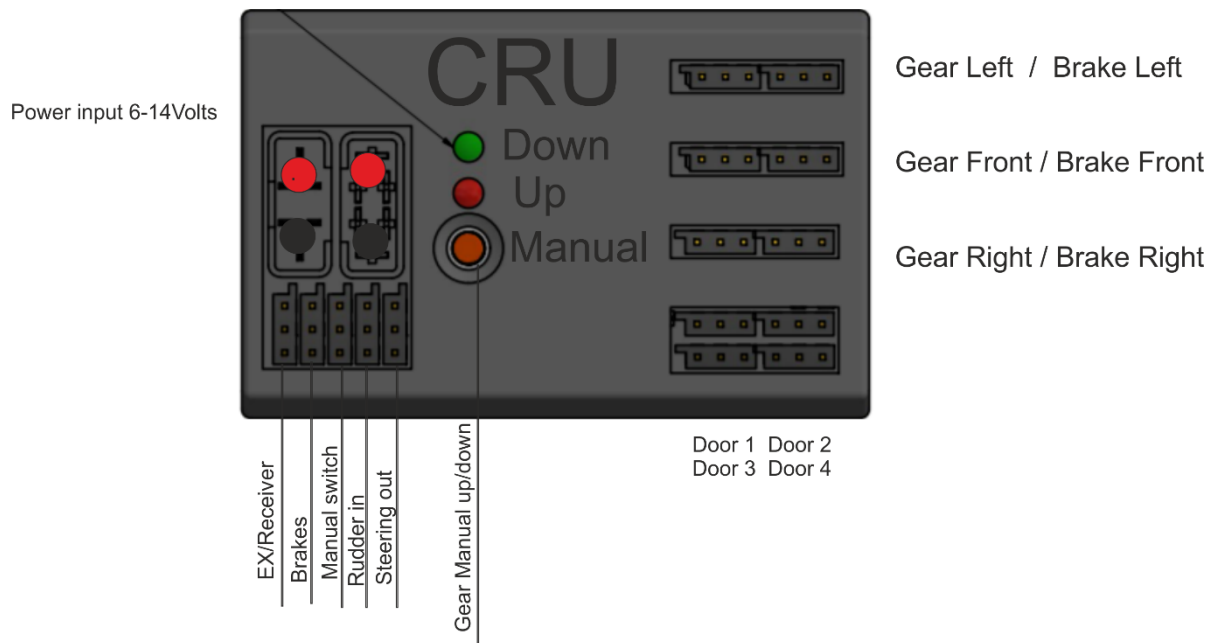 CRU
Gear Left / Brake Left
Power input 6-14Volts
Down
Gear Front / Brake Front
Up
Manual
Gear Right / Brake Right
Door 1 Door 2
Door 3 Door 4
EX/Receiver
Brakes
Manual switch
Rudder in
Steering out
Gear Manual up/down